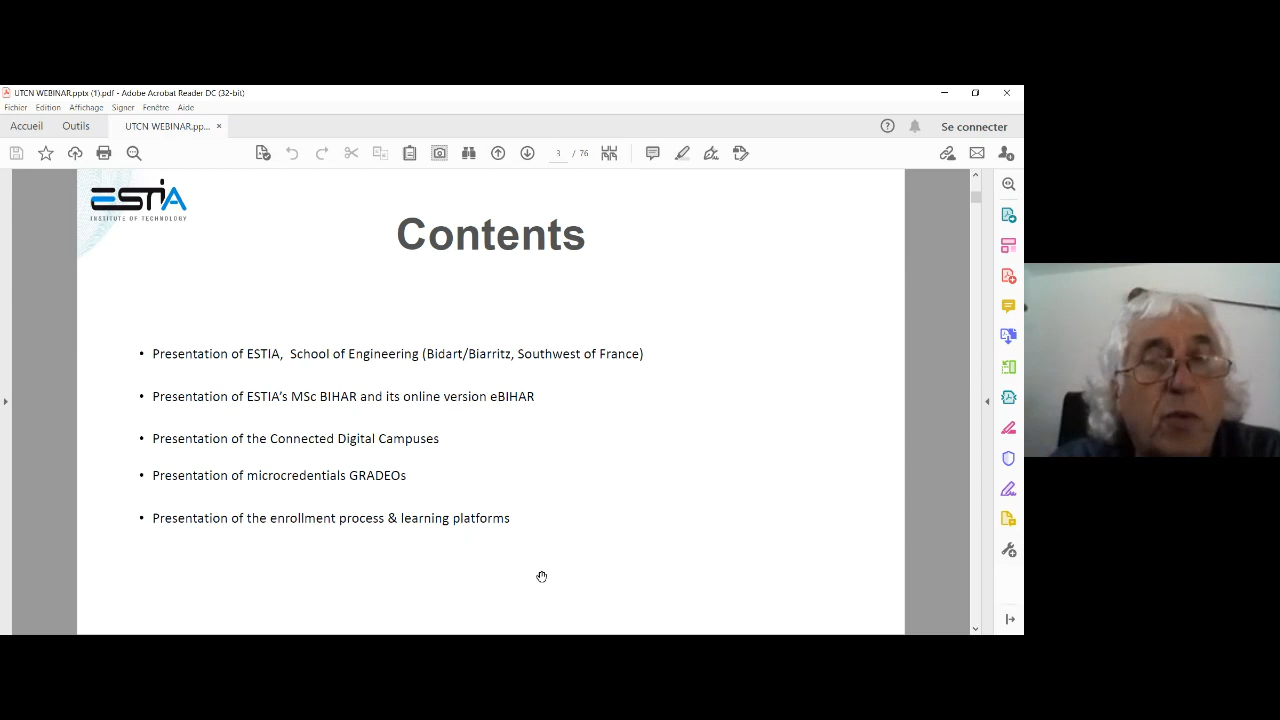 UTCN WEBINAR.pptx (1).pdf - Adobe Acrobat Reader DC (32-bit)
Fichier Edition Affichage Signer Fenêtre Aide
Accueil Outils UTCN WEBINAR.pp... × Se connecter
3 / 76
ESTIA
INSTITUTE OF TECHNOLOGY
Contents
• Presentation of ESTIA, School of Engineering (Bidart/Biarritz, Southwest of France)
• Presentation of ESTIA’s MSc BIHAR and its online version eBIHAR
• Presentation of the Connected Digital Campuses
• Presentation of microcredentials GRADEOs
• Presentation of the enrollment process & learning platforms